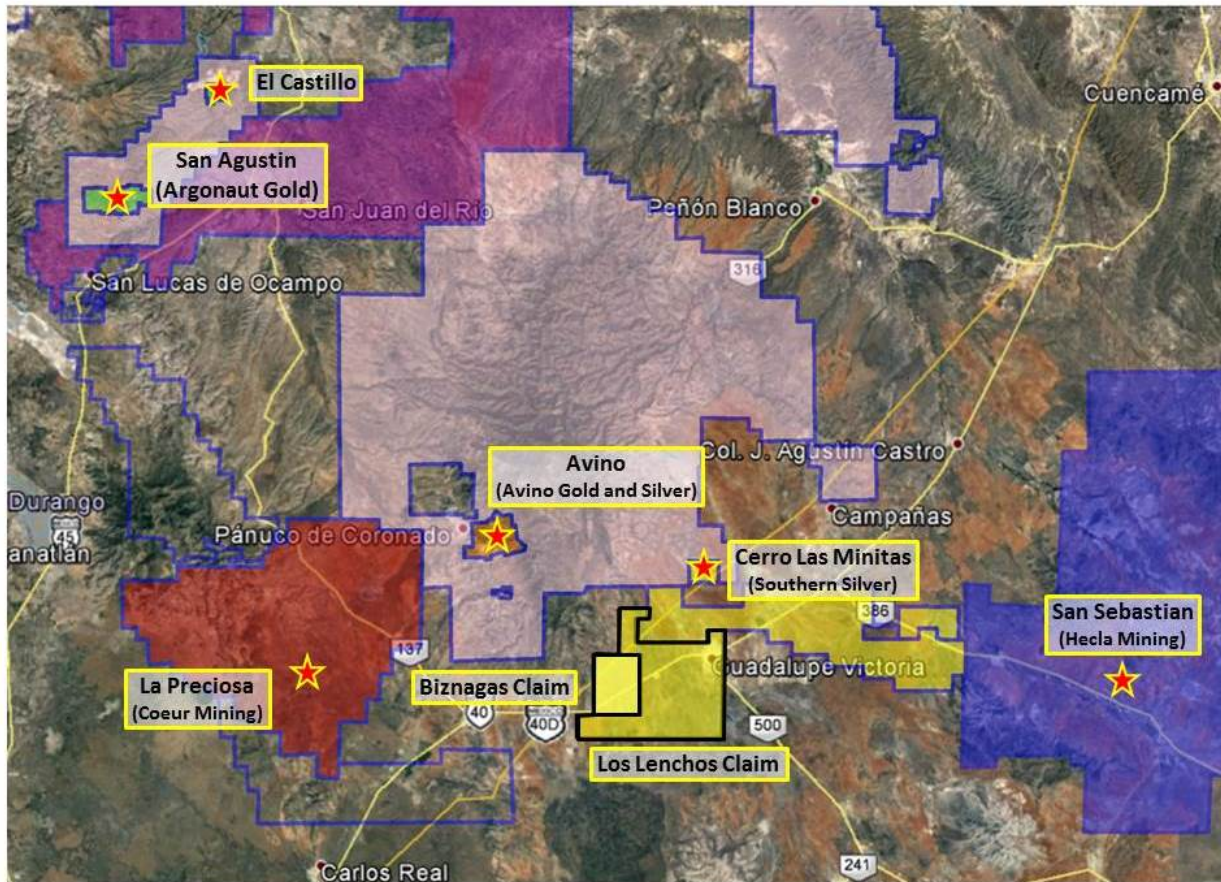 El Castillo
Cuencamé
San Agustin
(Argonaut Gold)
San Juan del Río
Peñón Blanco
316
San Lucas de Ocampo
Avino
(Avino Gold and Silver)
Col. J. Agustín Castro
Durango
45
anatlán
Pánuco de Coronado
Campañas
Cerro Las Minitas
(Southern Silver)
386
San Sebastian
(Hecla Mining)
137
Guadalupe Victoria
La Preciosa
(Coeur Mining)
Biznagas Claim
40
40D
500
Los Lenchos Claim
241
Carlos Real